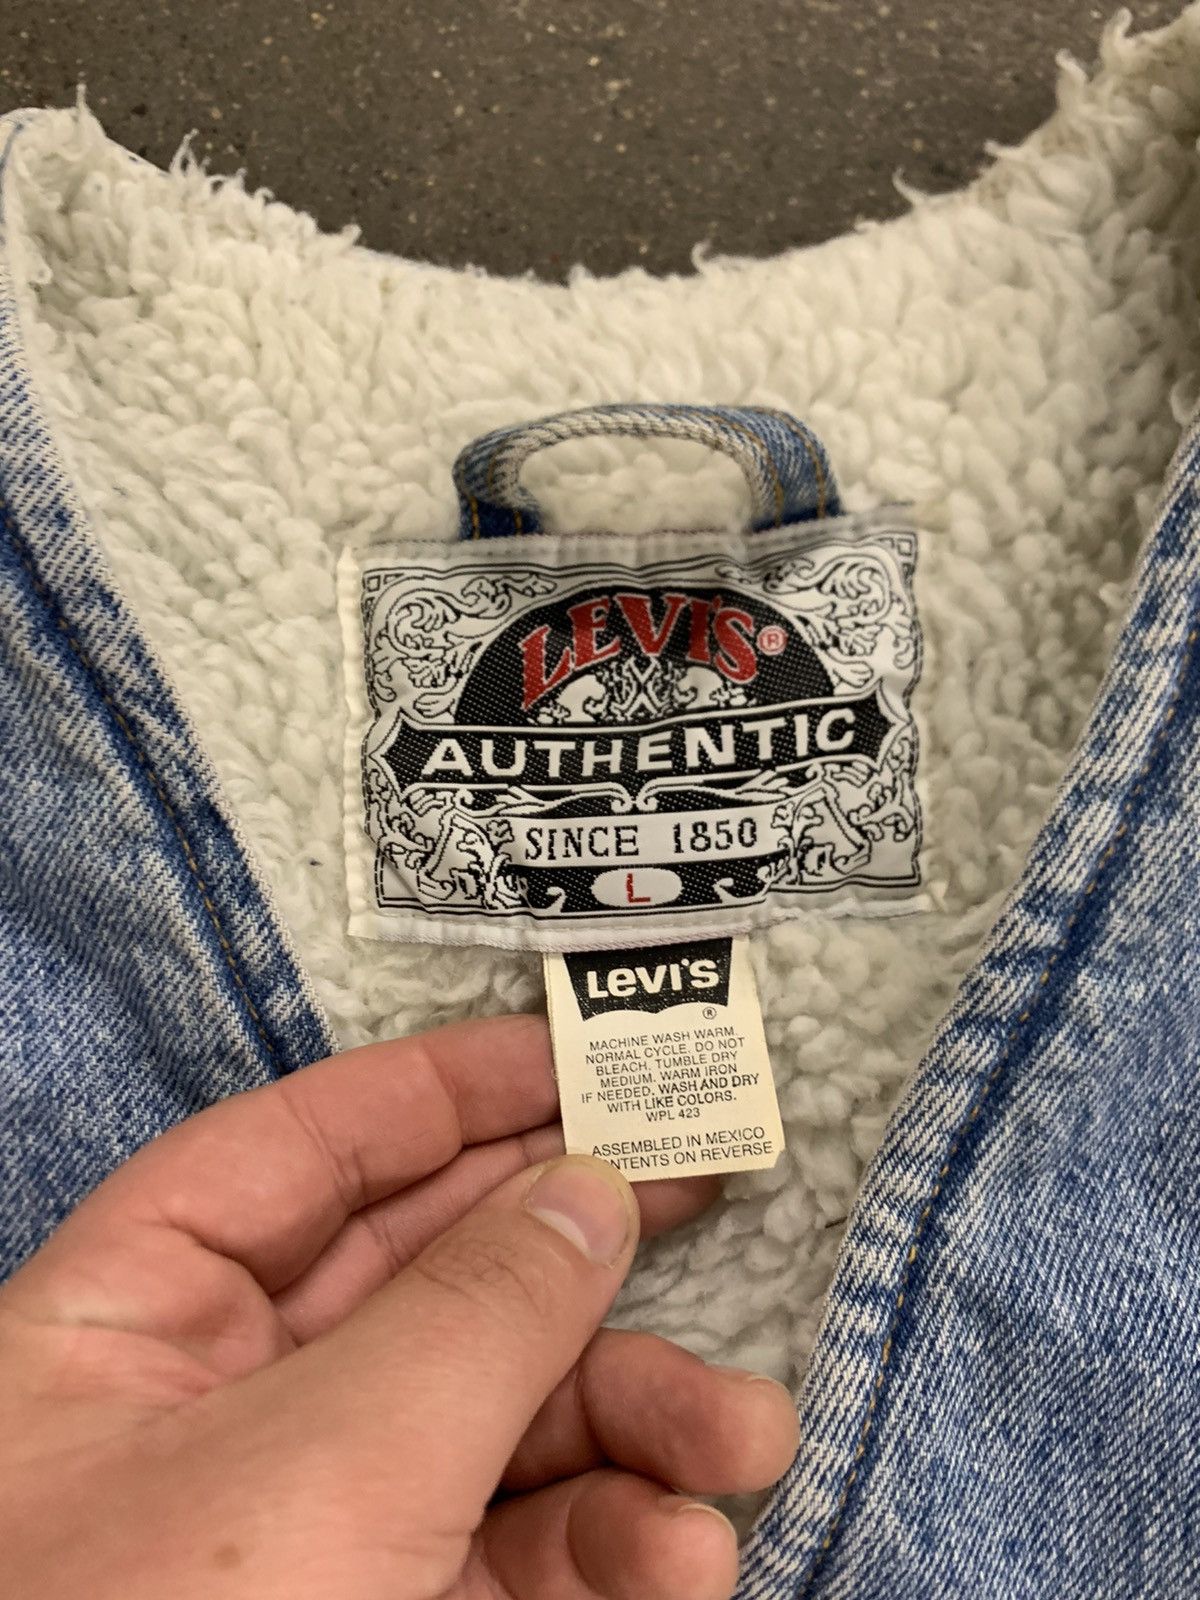 LEVI'S®
AUTHENTIC
SINCE 1850
L
Levi's
®
MACHINE WASH WARM.
NORMAL CYCLE. DO NOT
BLEACH. TUMBLE DRY
MEDIUM. WARM IRON
IF NEEDED. WASH AND DRY
WITH LIKE COLORS.
WPL 423
ASSEMBLED IN MEXICO
ON REVERSE